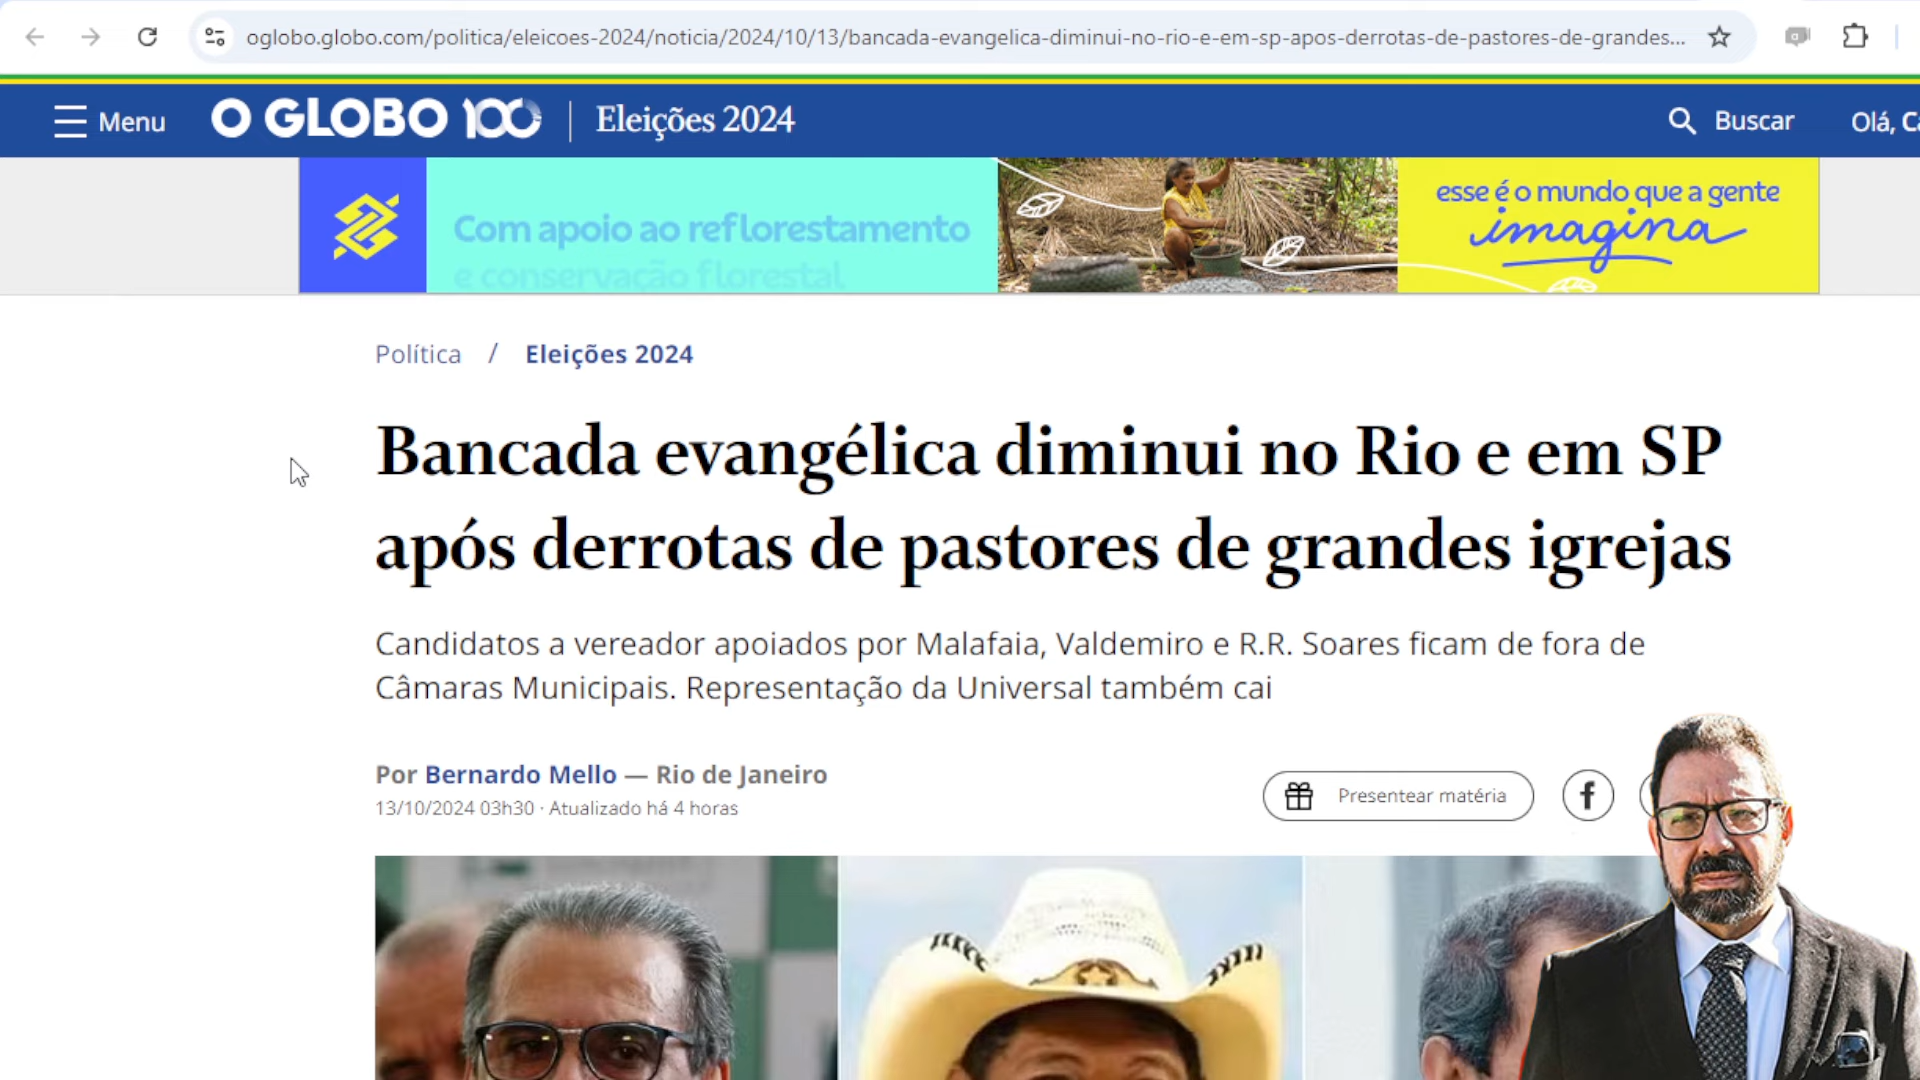 oglobo.globo.com/politica/eleicoes-2024/noticia/2024/10/13/bancada-evangelica-diminui-no-rio-e-em-sp-apos-derrotas-de-pastores-de-grandes...
Menu
O GLOBO 100
Eleições 2024
Buscar
Olá, Ca
Com apoio ao reflorestamento
e conservação florestal
esse é o mundo que a gente
imagina
Política / Eleições 2024
Bancada evangélica diminui no Rio e em SP
após derrotas de pastores de grandes igrejas
Candidatos a vereador apoiados por Malafaia, Valdemiro e R.R. Soares ficam de fora de
Câmaras Municipais. Representação da Universal também cai
Por Bernardo Mello — Rio de Janeiro
13/10/2024 03h30 · Atualizado há 4 horas
Presentear matéria